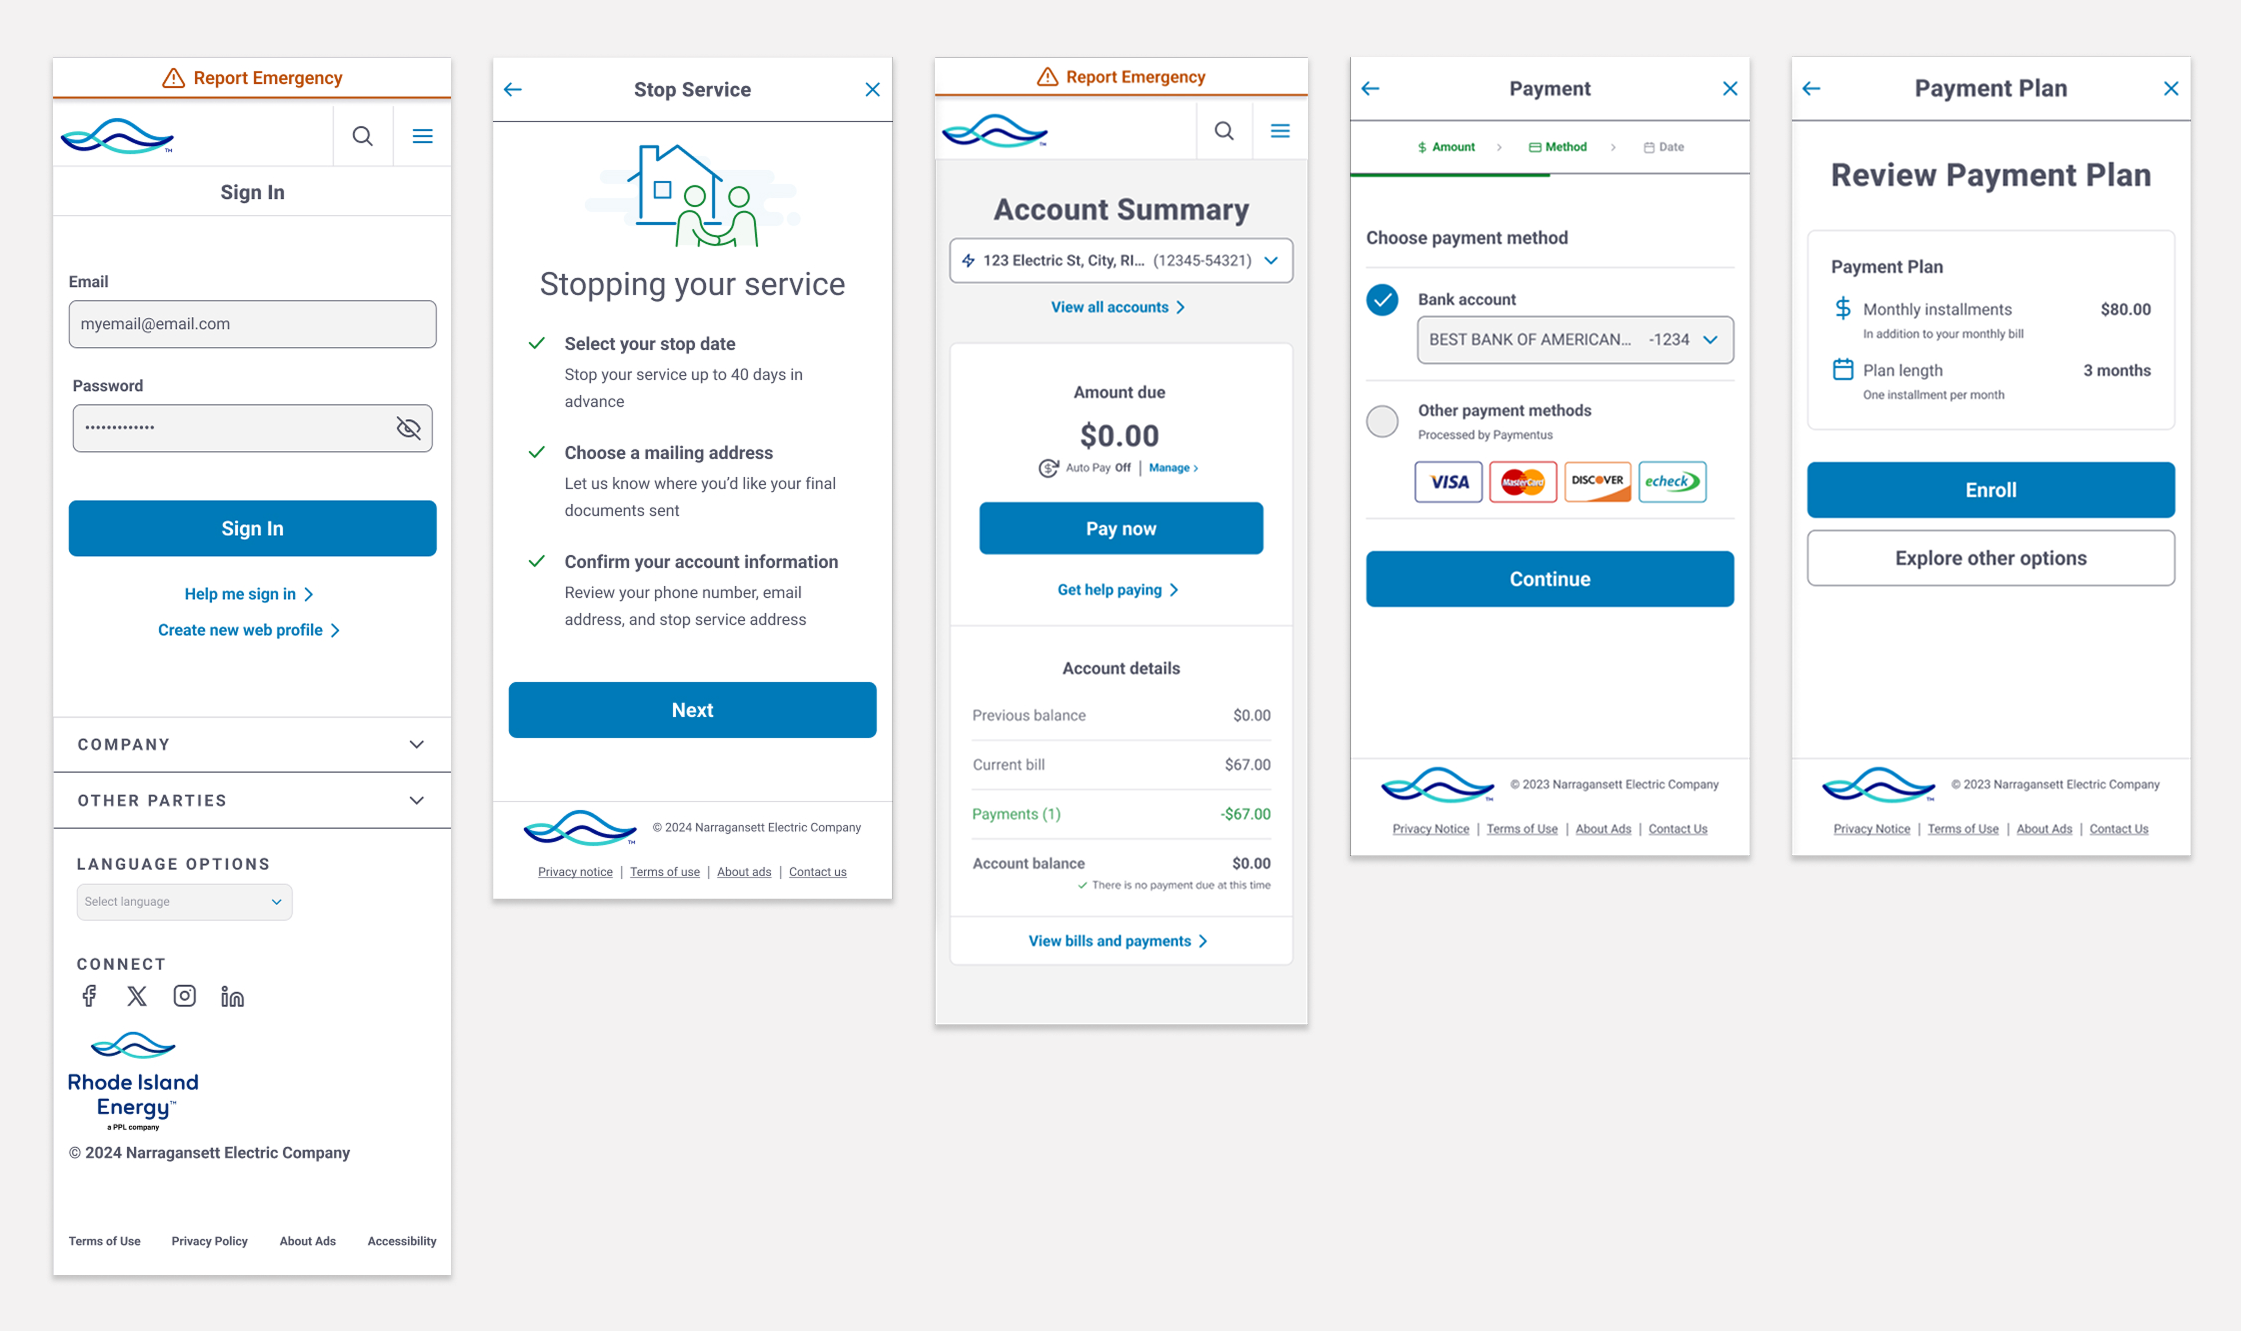 Report Emergency
TM
Sign In
Email
myemail@email.com
Password
•••••••••••••
Sign In
Help me sign in
Create new web profile
COMPANY
OTHER PARTIES
LANGUAGE OPTIONS
Select language
CONNECT
Rhode Island
Energy™
a PPL company
© 2024 Narragansett Electric Company
Terms of Use Privacy Policy About Ads Accessibility
Stop Service
Stopping your service
Select your stop date
Stop your service up to 40 days in
advance
Choose a mailing address
Let us know where you’d like your final
documents sent
Confirm your account information
Review your phone number, email
address, and stop service address
Next
TM
© 2024 Narragansett Electric Company
Privacy notice | Terms of use | About ads | Contact us
Report Emergency
TM
Account Summary
123 Electric St, City, RI... (12345-54321)
View all accounts
Amount due
$0.00
Auto Pay Off | Manage >
Pay now
Get help paying
Account details
Previous balance $0.00
Current bill $67.00
Payments (1) -$67.00
Account balance $0.00
There is no payment due at this time
View bills and payments
Payment
$ Amount > Method > Date
Choose payment method
Bank account
BEST BANK OF AMERICAN... -1234
Other payment methods
Processed by Paymentus
VISA MasterCard DISCOVER echeck
Continue
TM
© 2023 Narragansett Electric Company
Privacy Notice | Terms of Use | About Ads | Contact Us
Payment Plan
Review Payment Plan
Payment Plan
Monthly installments $80.00
In addition to your monthly bill
Plan length 3 months
One installment per month
Enroll
Explore other options
TM
© 2023 Narragansett Electric Company
Privacy Notice | Terms of Use | About Ads | Contact Us